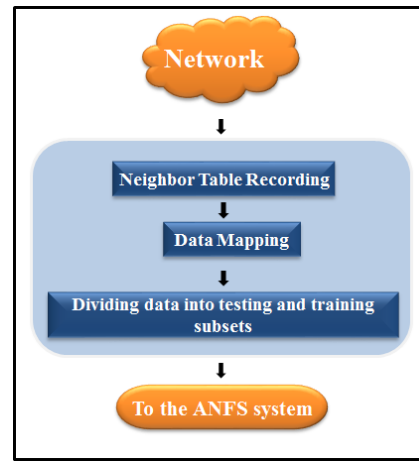 Network
Neighbor Table Recording
Data Mapping
Dividing data into testing and training
subsets
To the ANFS system